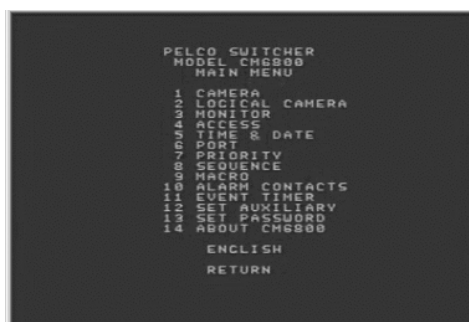 PELCO SWITCHER
MODEL CM6800
MAIN MENU
1 CAMERA
2 LOGICAL CAMERA
3 MONITOR
4 ACCESS
5 TIME & DATE
6 PORT
7 PRIORITY
8 SEQUENCE
9 MACRO
10 ALARM CONTACTS
11 EVENT TIMER
12 SET AUXILIARY
13 SET PASSWORD
14 ABOUT CM6800
ENGLISH
RETURN